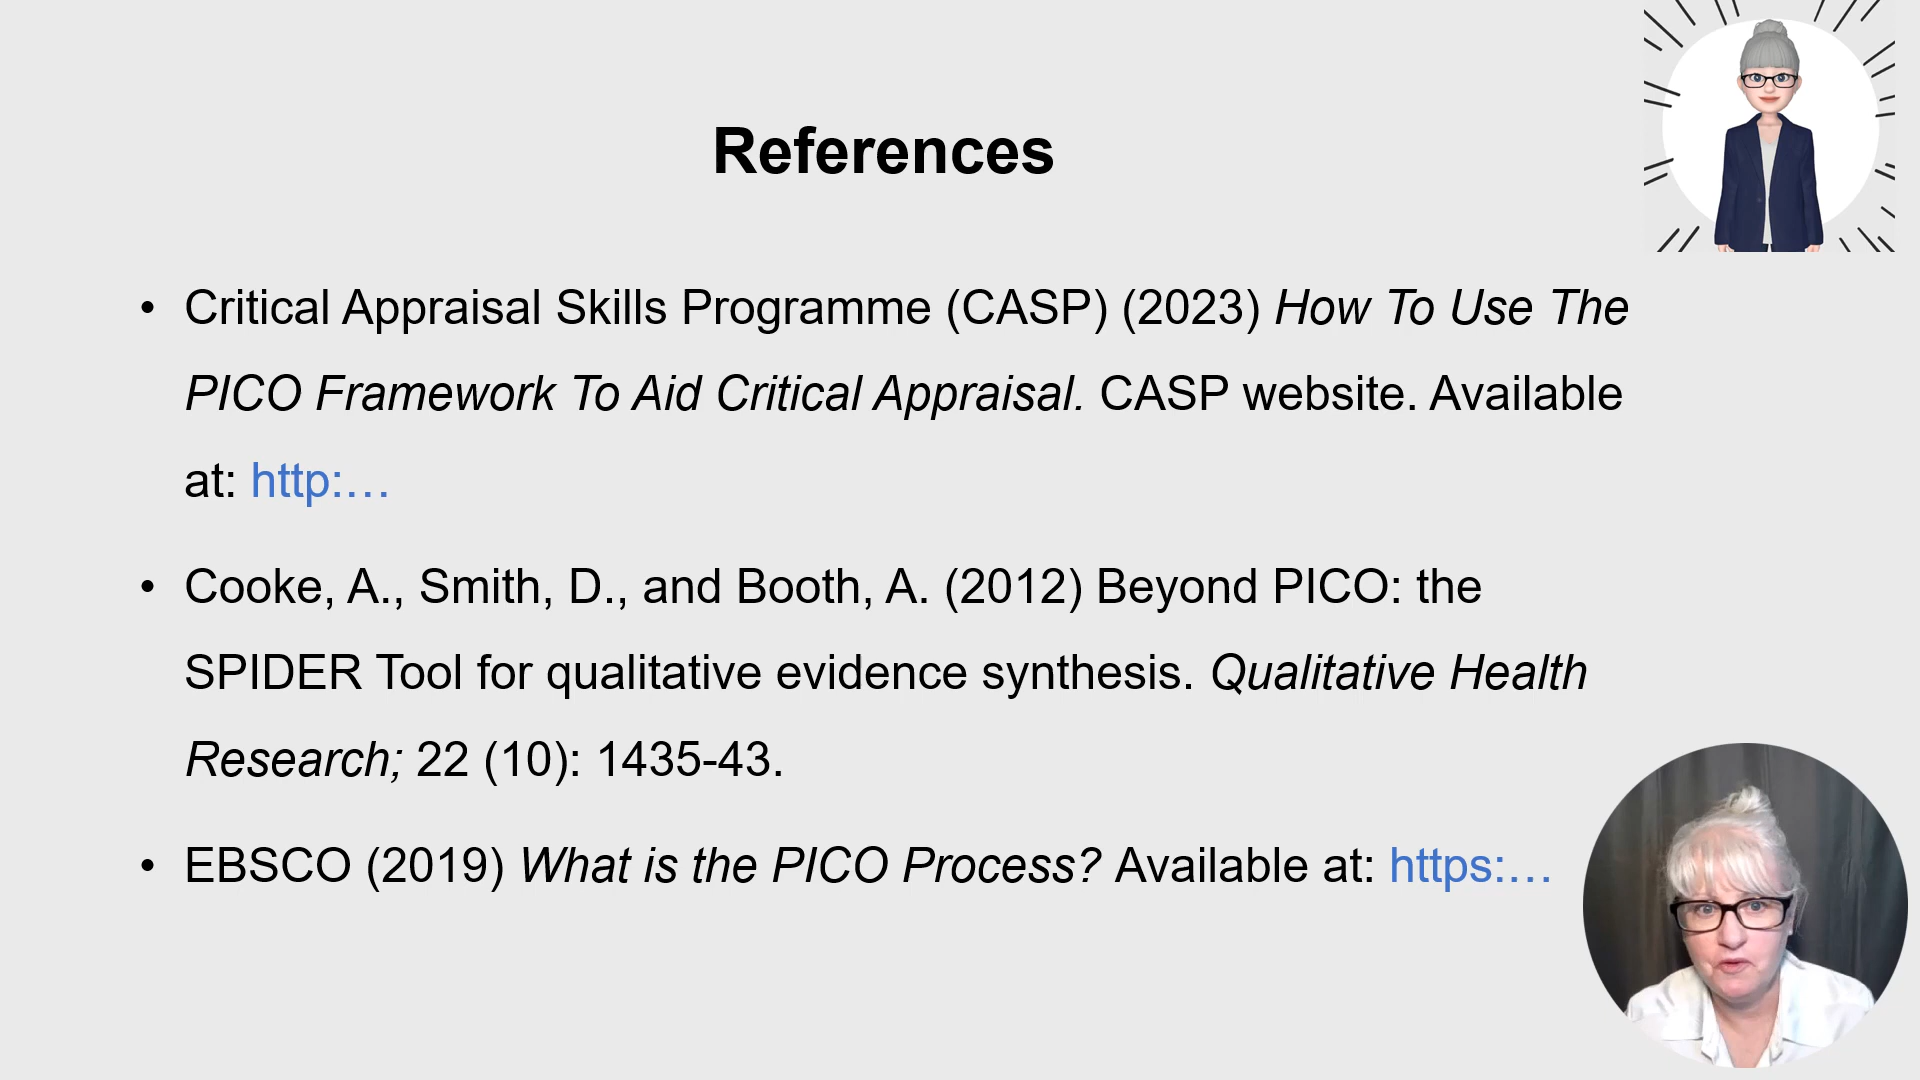 References
• Critical Appraisal Skills Programme (CASP) (2023) How To Use The
PICO Framework To Aid Critical Appraisal. CASP website. Available
at: http:…
• Cooke, A., Smith, D., and Booth, A. (2012) Beyond PICO: the
SPIDER Tool for qualitative evidence synthesis. Qualitative Health
Research; 22 (10): 1435-43.
• EBSCO (2019) What is the PICO Process? Available at: https:…